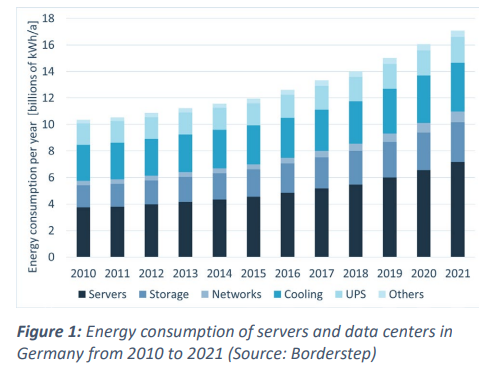 Energy consumption per year [billions of kWh/a]
18
16
14
12
10
8
6
4
2
0
2010 2011 2012 2013 2014 2015 2016 2017 2018 2019 2020 2021
Servers Storage Networks Cooling UPS Others
Figure 1: Energy consumption of servers and data centers in
Germany from 2010 to 2021 (Source: Borderstep)